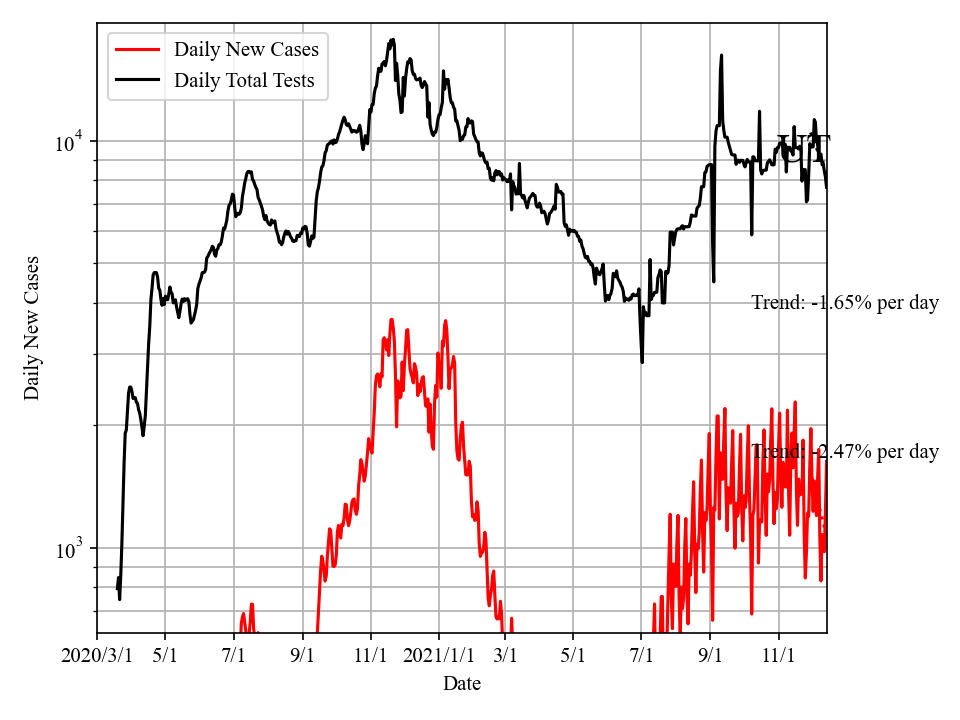 Daily New Cases
Daily Total Tests
UT
10^4
Trend: -1.65% per day
Daily New Cases
Trend: -2.47% per day
10^3
2020/3/1 5/1 7/1 9/1 11/1 2021/1/1 3/1 5/1 7/1 9/1 11/1
Date